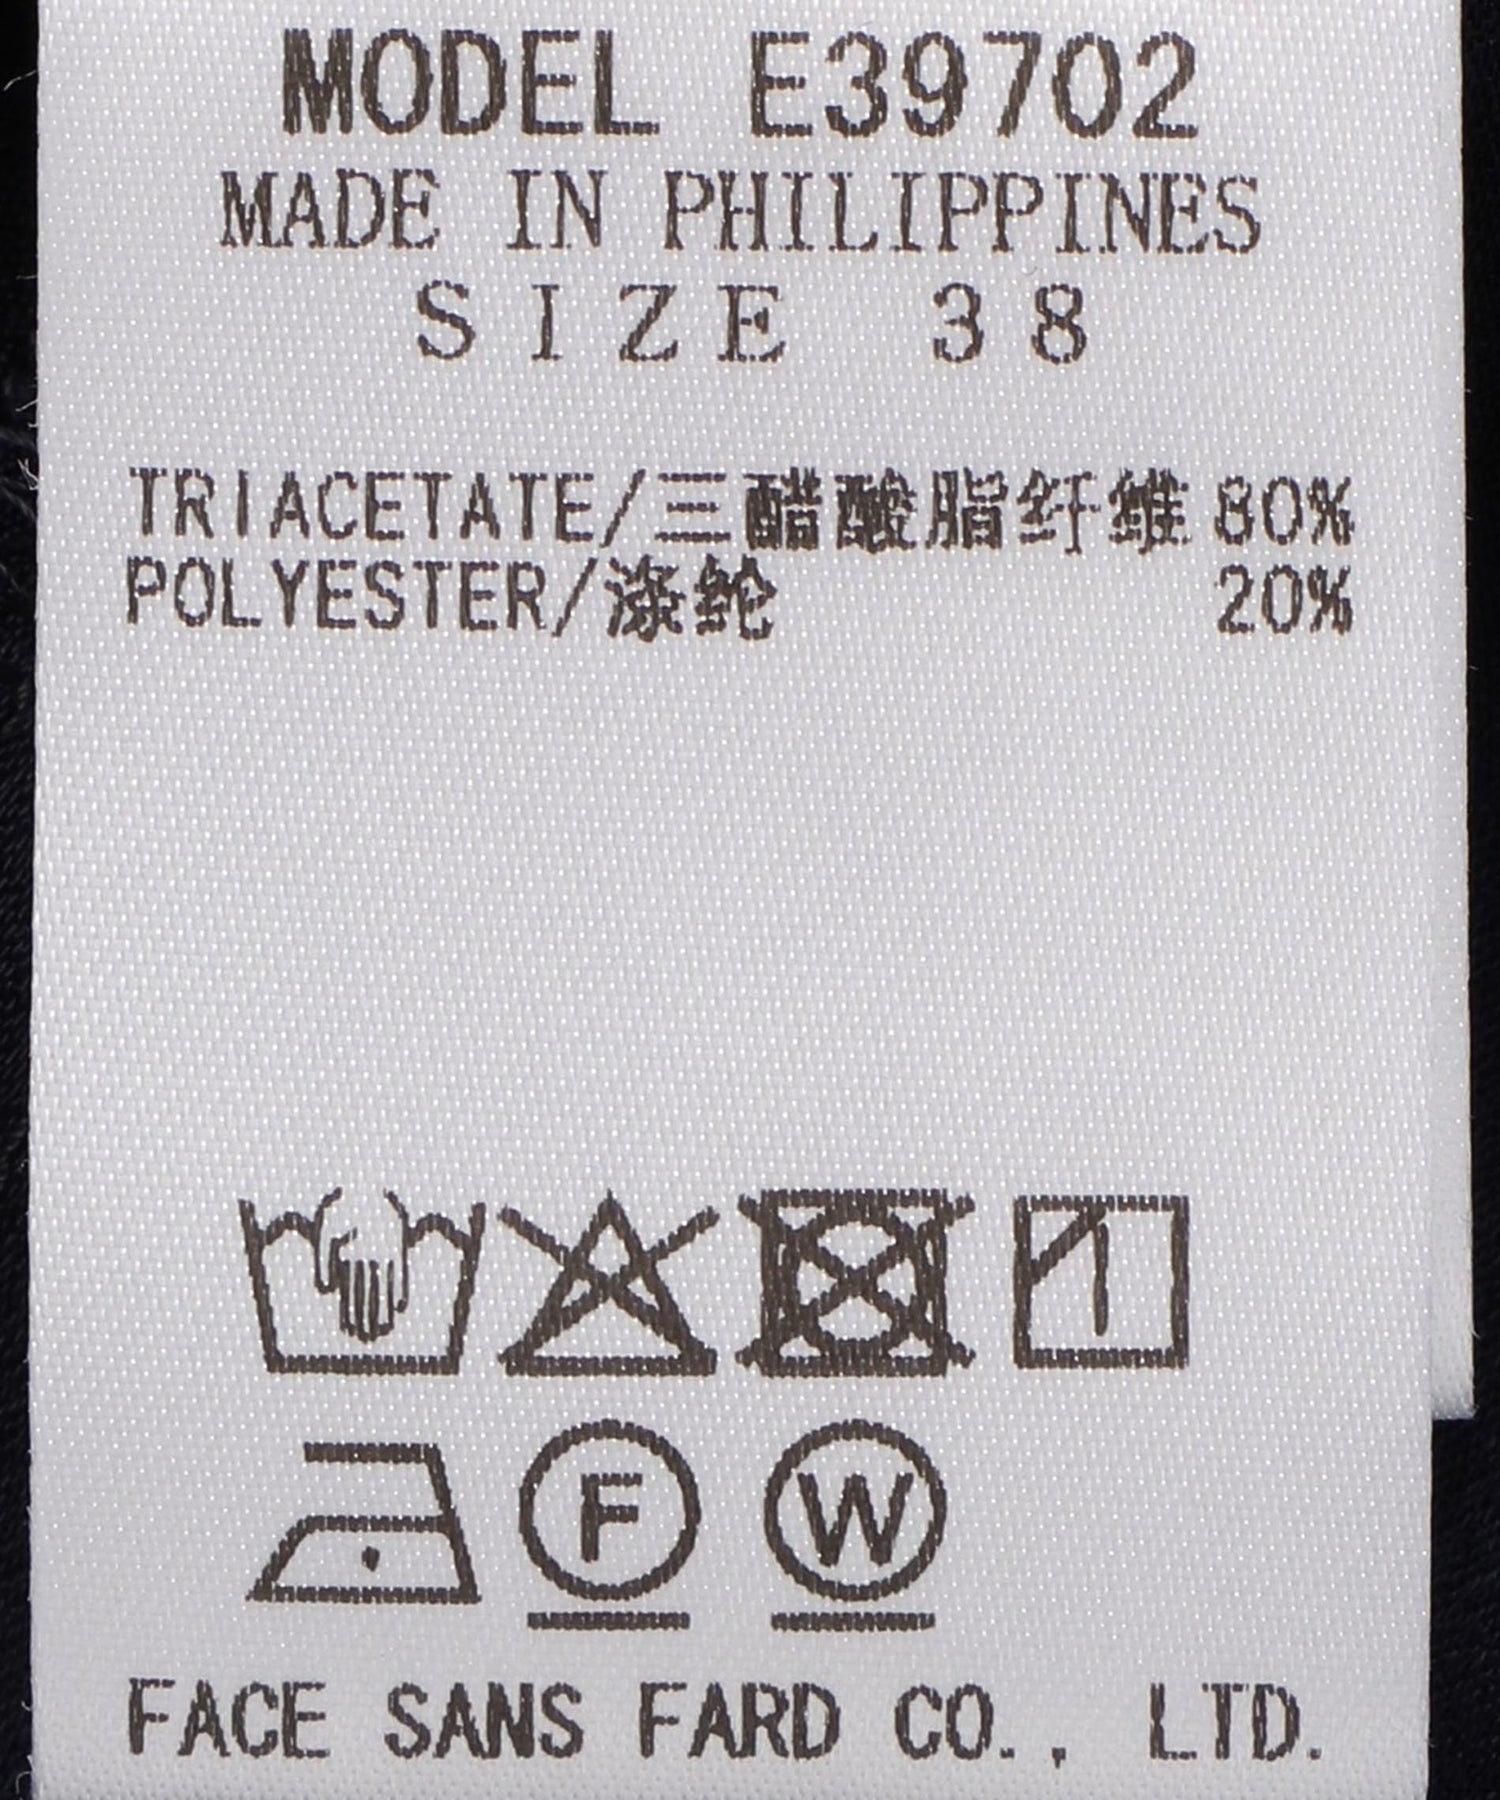 MODEL E39702
MADE IN PHILIPPINES
SIZE 38
TRIACETATE/三醋酸脂纤维 80%
POLYESTER/涤纶 20%
F W
FACE SANS FARD CO., LTD.